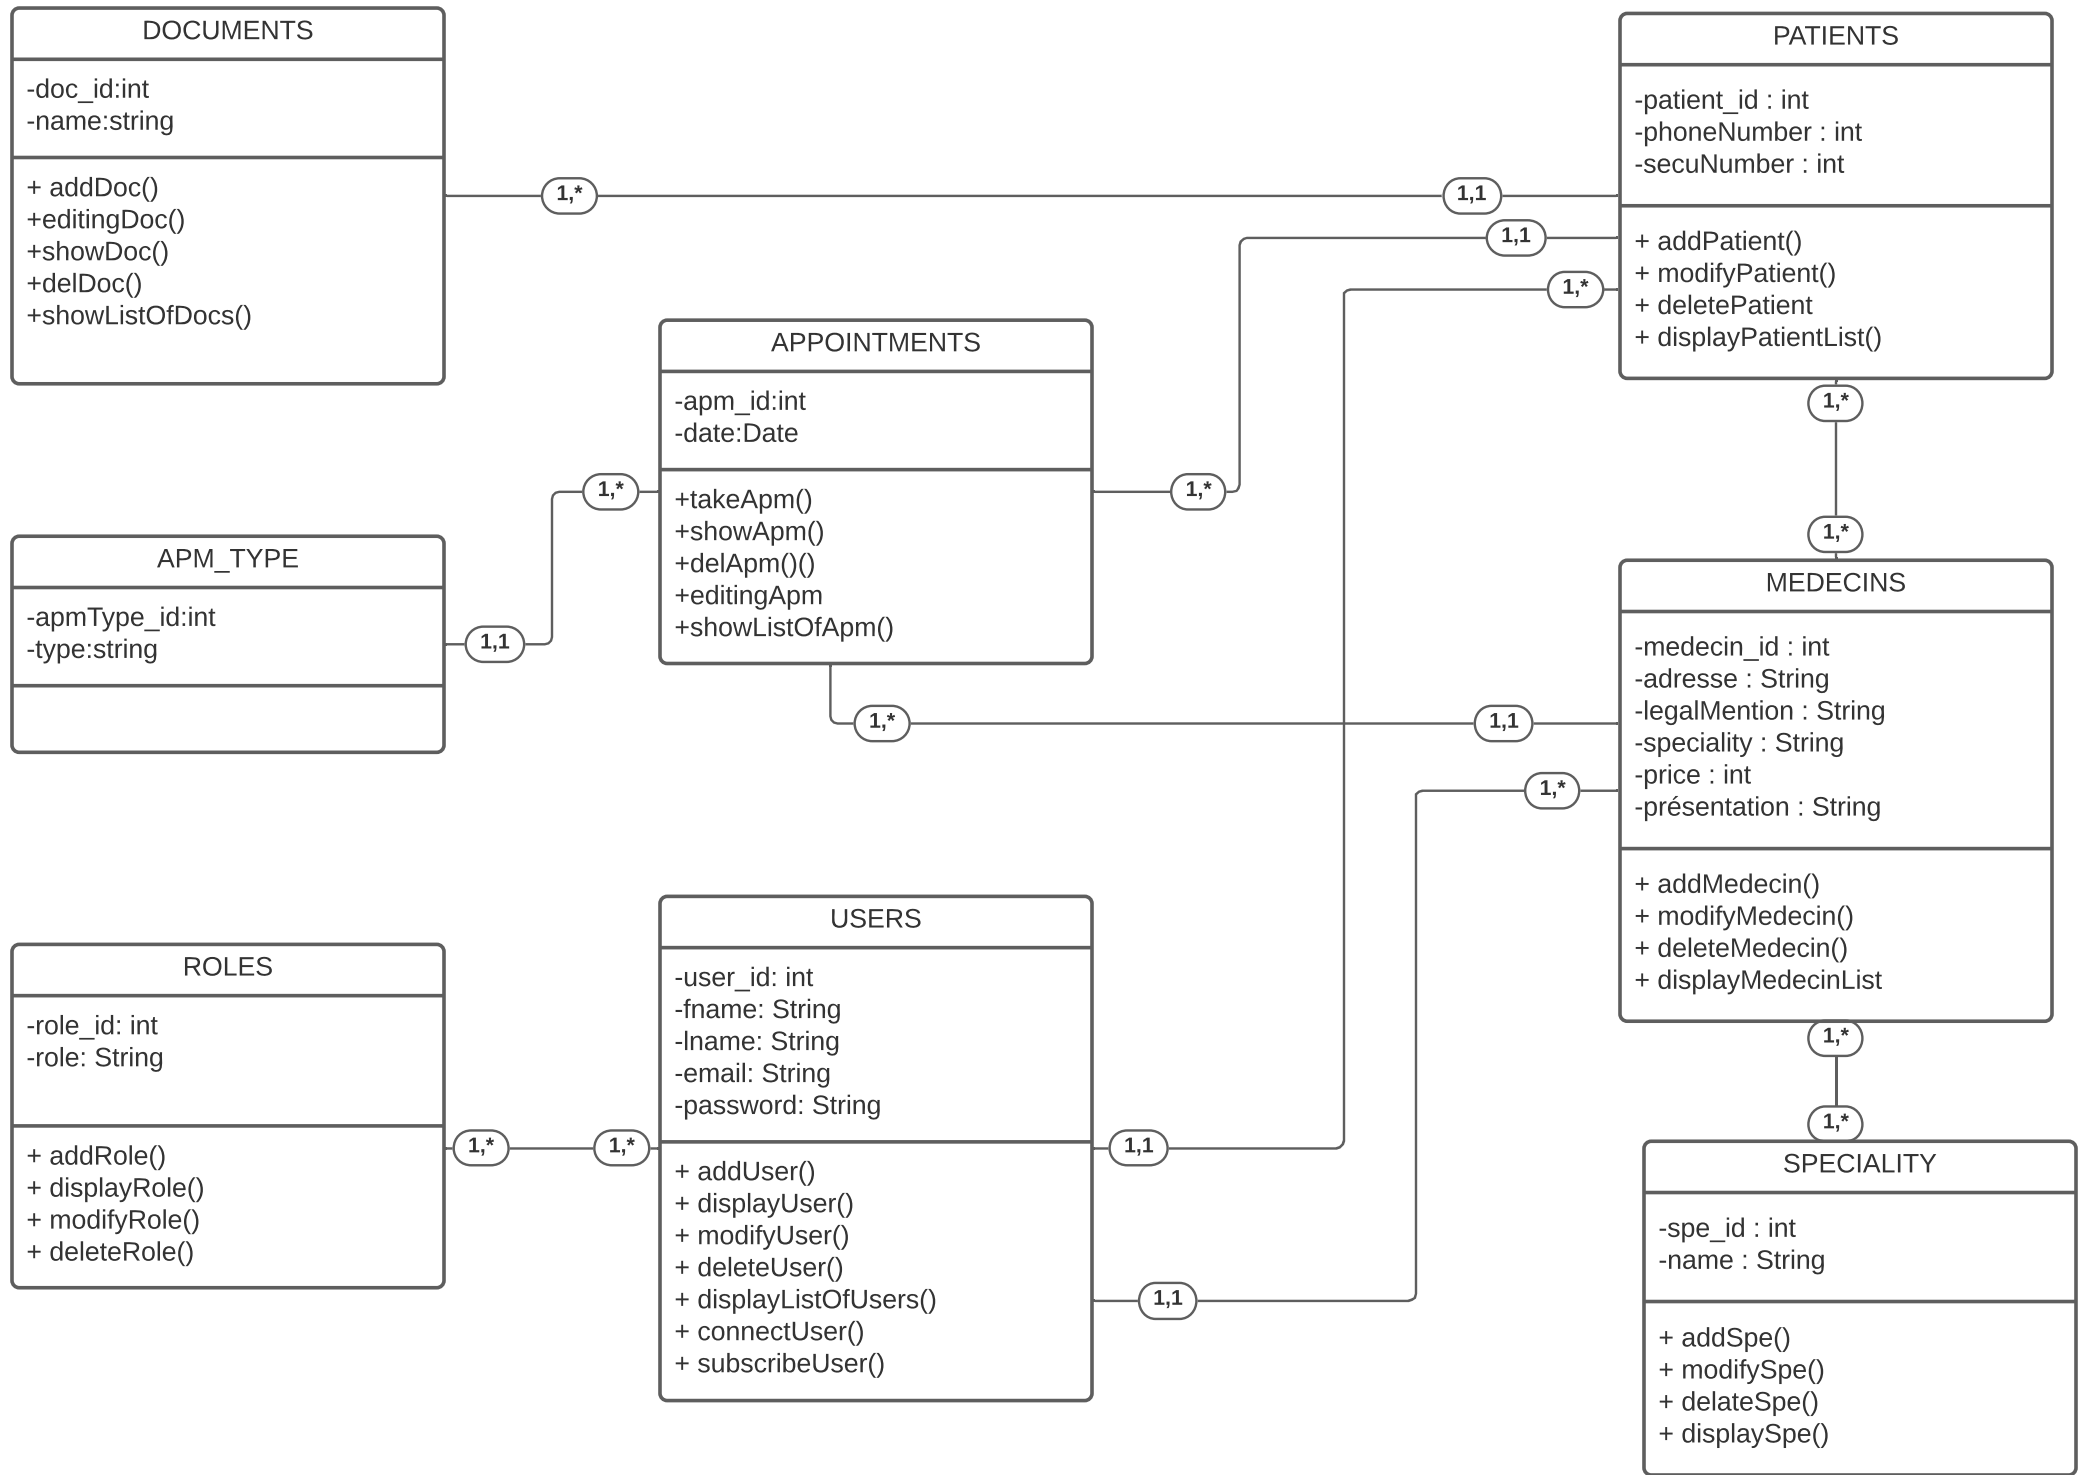 DOCUMENTS
-doc_id:int
-name:string
+ addDoc()
+editingDoc()
+showDoc()
+delDoc()
+showListOfDocs()
1,*
1,1
PATIENTS
-patient_id : int
-phoneNumber : int
-secuNumber : int
+ addPatient()
+ modifyPatient()
+ deletePatient
+ displayPatientList()
1,1
1,*
1,*
1,*
APPOINTMENTS
-apm_id:int
-date:Date
+takeApm()
+showApm()
+delApm()()
+editingApm
+showListOfApm()
1,*
1,*
APM_TYPE
-apmType_id:int
-type:string
1,1
1,*
1,1
MEDECINS
-medecin_id : int
-adresse : String
-legalMention : String
-speciality : String
-price : int
-présentation : String
+ addMedecin()
+ modifyMedecin()
+ deleteMedecin()
+ displayMedecinList
1,*
1,*
1,*
ROLES
-role_id: int
-role: String
+ addRole()
+ displayRole()
+ modifyRole()
+ deleteRole()
1,*
1,*
USERS
-user_id: int
-fname: String
-lname: String
-email: String
-password: String
+ addUser()
+ displayUser()
+ modifyUser()
+ deleteUser()
+ displayListOfUsers()
+ connectUser()
+ subscribeUser()
1,1
1,1
SPECIALITY
-spe_id : int
-name : String
+ addSpe()
+ modifySpe()
+ delateSpe()
+ displaySpe()